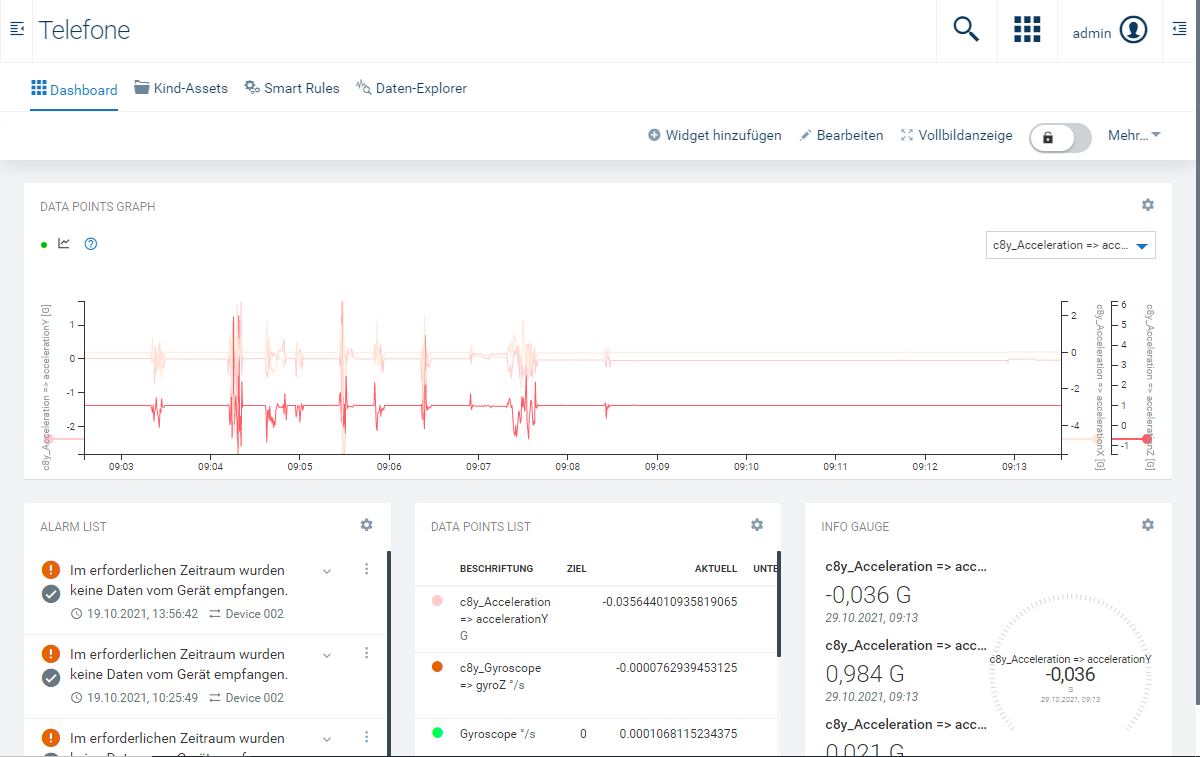 Telefone
admin
Dashboard Kind-Assets Smart Rules Daten-Explorer
Widget hinzufügen Bearbeiten Vollbildanzeige Mehr...
DATA POINTS GRAPH
c8y_Acceleration => acc...
c8y_Acceleration => accelerationY [G]
1
0
-1
-2
09:03 09:04 09:05 09:06 09:07 09:08 09:09 09:10 09:11 09:12 09:13
2
0
-2
-4
c8y_Acceleration => accelerationX [G]
6
5
4
3
2
1
0
-1
c8y_Acceleration => accelerationZ [G]
ALARM LIST
Im erforderlichen Zeitraum wurden
keine Daten vom Gerät empfangen.
19.10.2021, 13:56:42 Device 002
Im erforderlichen Zeitraum wurden
keine Daten vom Gerät empfangen.
19.10.2021, 10:25:49 Device 002
Im erforderlichen Zeitraum wurden
keine Daten vom Gerät empfangen.
DATA POINTS LIST
BESCHRIFTUNG ZIEL AKTUELL UNTE
c8y_Acceleration
=> accelerationY
G
-0.035644010935819065
c8y_Gyroscope
=> gyroZ °/s
-0.0000762939453125
Gyroscope °/s 0 0.0001068115234375
INFO GAUGE
c8y_Acceleration => acc...
-0,036 G
29.10.2021, 09:13
c8y_Acceleration => acc...
0,984 G
29.10.2021, 09:13
c8y_Acceleration => acc...
0,021 G
c8y_Acceleration => accelerationY
-0,036
G
29.10.2021, 09:13